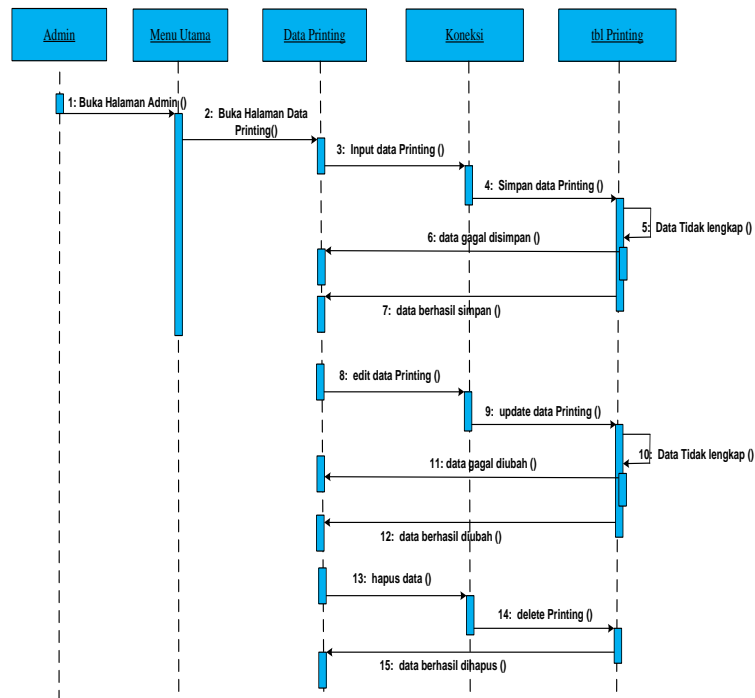 Admin
Menu Utama
Data Printing
Koneksi
tbl Printing
1: Buka Halaman Admin ()
2: Buka Halaman Data
Printing()
3: Input data Printing ()
4: Simpan data Printing ()
5: Data Tidak lengkap ()
6: data gagal disimpan ()
7: data berhasil simpan ()
8: edit data Printing ()
9: update data Printing ()
10: Data Tidak lengkap ()
11: data gagal diubah ()
12: data berhasil diubah ()
13: hapus data ()
14: delete Printing ()
15: data berhasil dihapus ()